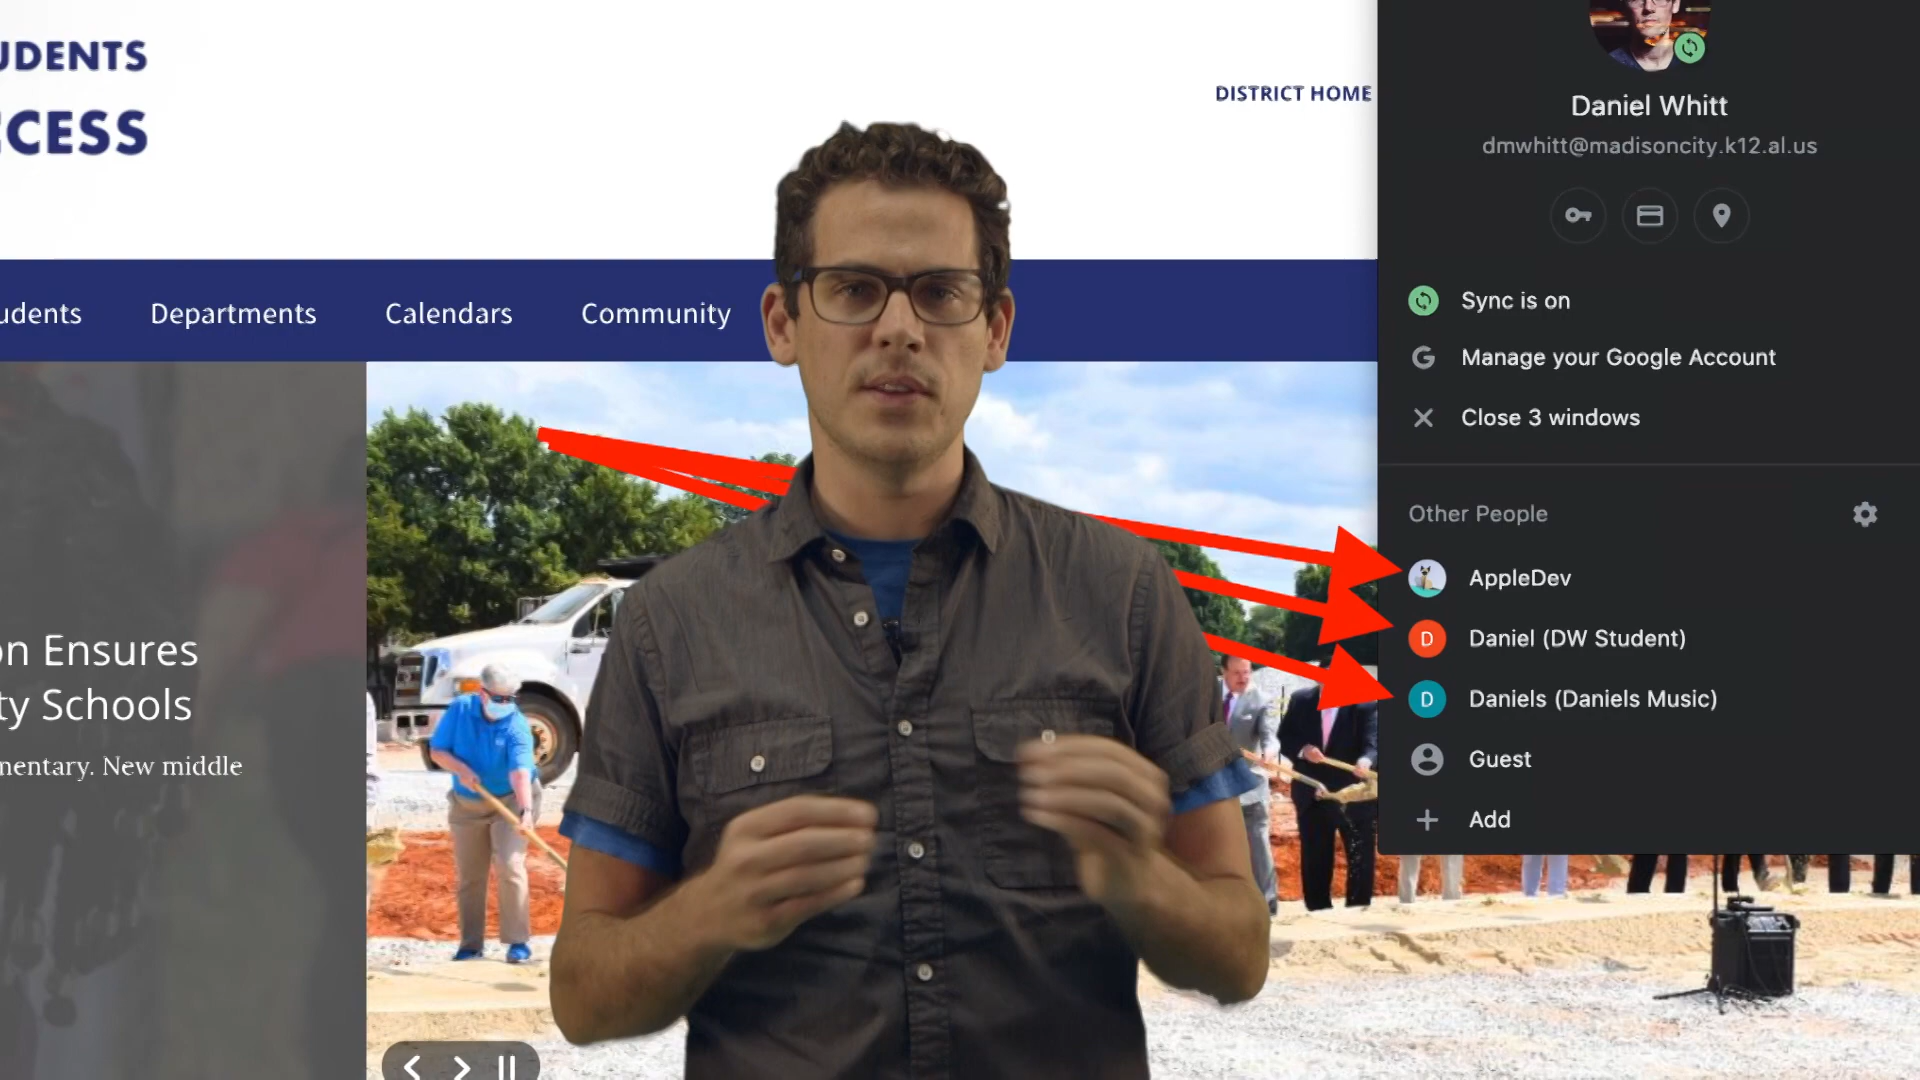 UDENTS
CESS
DISTRICT HOME
udents Departments Calendars Community
on Ensures
ty Schools
mentary. New middle
Daniel Whitt
dmwhitt@madisoncity.k12.al.us
Sync is on
G Manage your Google Account
Close 3 windows
Other People
AppleDev
D Daniel (DW Student)
D Daniels (Daniels Music)
Guest
Add